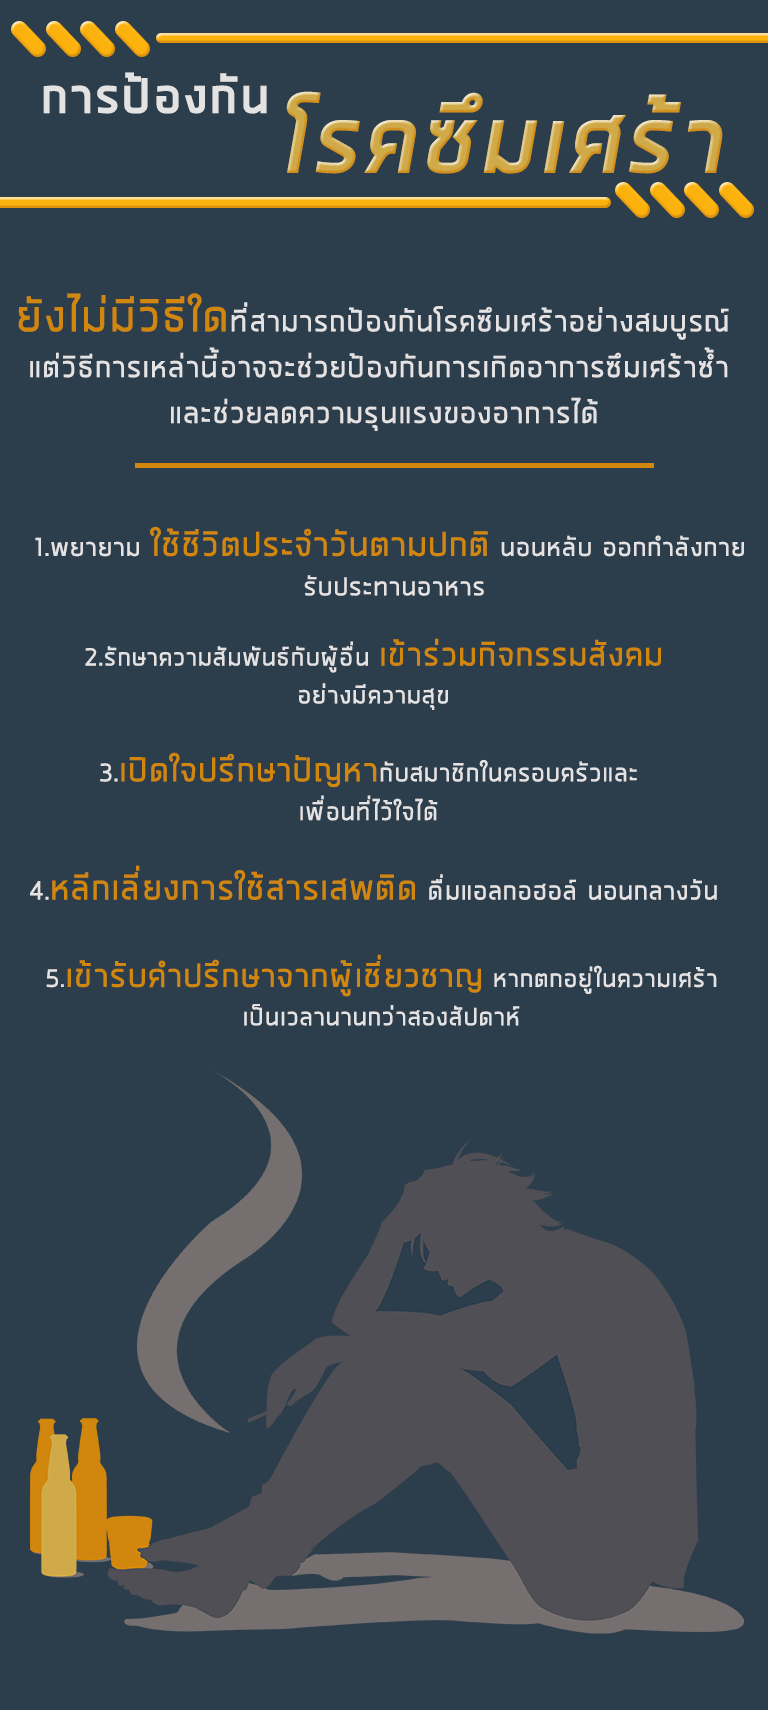 การป้องกัน
โรคซึมเศร้า
ยังไม่มีวิธีใดที่สามารถป้องกันโรคซึมเศร้าอย่างสมบูรณ์
แต่วิธีการเหล่านี้อาจจะช่วยป้องกันการเกิดอาการซึมเศร้าซ้ำ
และช่วยลดความรุนแรงของอาการได้
1.พยายาม ใช้ชีวิตประจำวันตามปกติ นอนหลับ ออกกำลังกาย
รับประทานอาหาร
2.รักษาความสัมพันธ์กับผู้อื่น เข้าร่วมกิจกรรมสังคม
อย่างมีความสุข
3.เปิดใจปรึกษาปัญหากับสมาชิกในครอบครัวและ
เพื่อนที่ไว้ใจได้
4.หลีกเลี่ยงการใช้สารเสพติด ดื่มแอลกอฮอล์ นอนกลางวัน
5.เข้ารับคำปรึกษาจากผู้เชี่ยวชาญ หากตกอยู่ในความเศร้า
เป็นเวลานานกว่าสองสัปดาห์